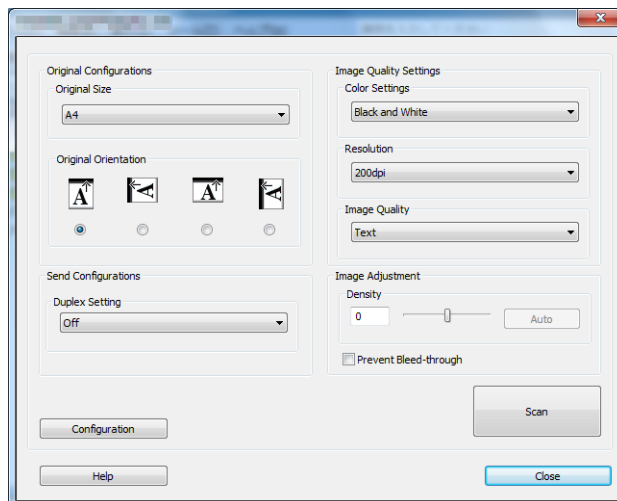 Original Configurations
Original Size
A4
Original Orientation
A A A A
Send Configurations
Duplex Setting
Off
Configuration
Help
Image Quality Settings
Color Settings
Black and White
Resolution
200dpi
Image Quality
Text
Image Adjustment
Density
0
Auto
Prevent Bleed-through
Scan
Close